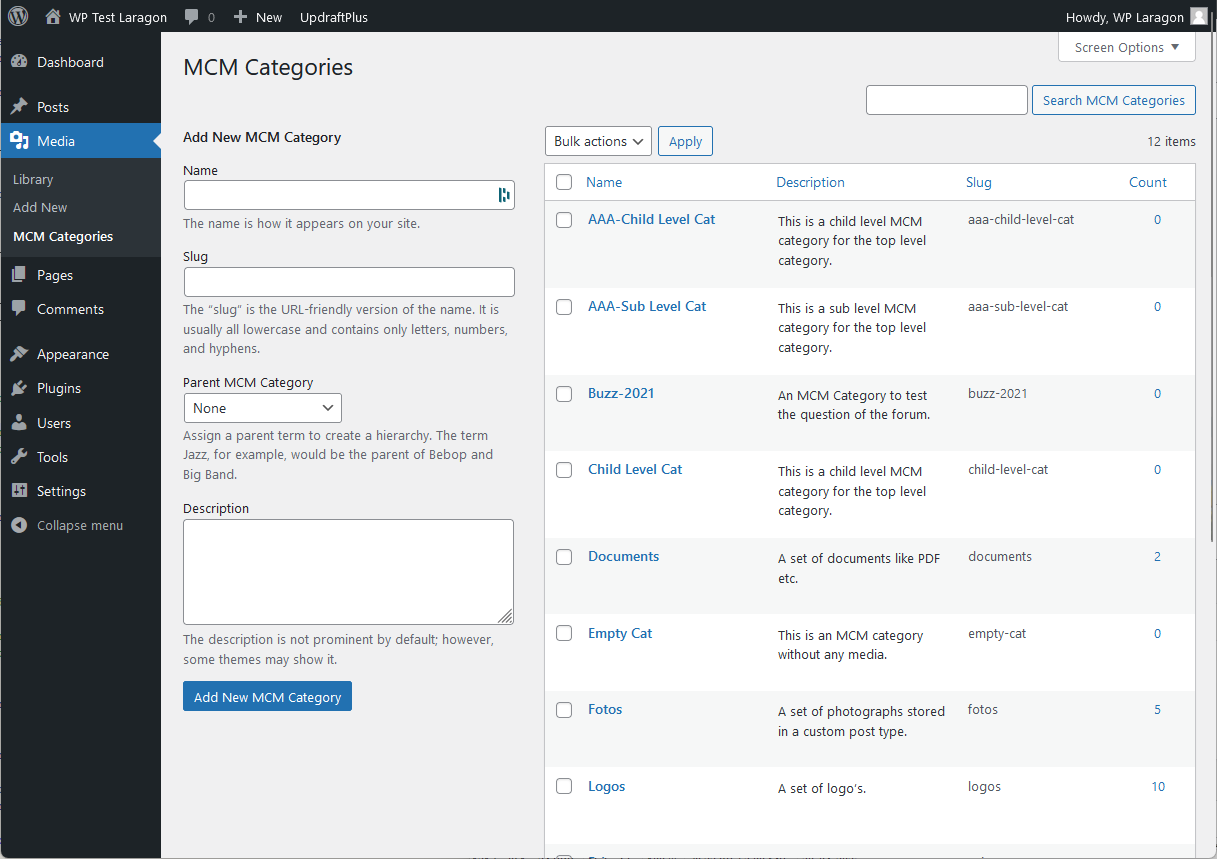 WP Test Laragon 0 New UpdraftPlus Howdy, WP Laragon
Screen Options
Dashboard
Posts
Media
Library
Add New
MCM Categories
Pages
Comments
Appearance
Plugins
Users
Tools
Settings
Collapse menu
MCM Categories
Search MCM Categories
Add New MCM Category
Name
The name is how it appears on your site.
Slug
The “slug” is the URL-friendly version of the name. It is
usually all lowercase and contains only letters, numbers,
and hyphens.
Parent MCM Category
None
Assign a parent term to create a hierarchy. The term
Jazz, for example, would be the parent of Bebop and
Big Band.
Description
The description is not prominent by default; however,
some themes may show it.
Add New MCM Category
Bulk actions Apply 12 items
Name Description Slug Count
AAA-Child Level Cat This is a child level MCM aaa-child-level-cat 0
category for the top level
category.
AAA-Sub Level Cat This is a sub level MCM aaa-sub-level-cat 0
category for the top level
category.
Buzz-2021 An MCM Category to test buzz-2021 0
the question of the forum.
Child Level Cat This is a child level MCM child-level-cat 0
category for the top level
category.
Documents A set of documents like PDF documents 2
etc.
Empty Cat This is an MCM category empty-cat 0
without any media.
Fotos A set of photographs stored fotos 5
in a custom post type.
Logos A set of logo’s. logos 10